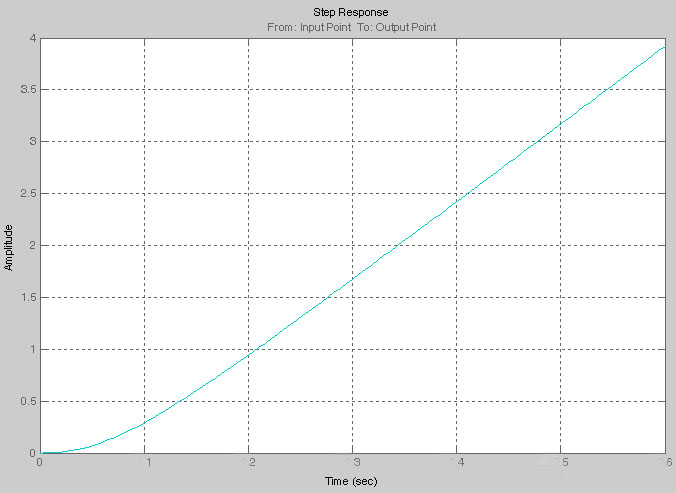 Step Response
From: Input Point To: Output Point
4
3.5
3
2.5
2
1.5
1
0.5
0
0 1 2 3 4 5 6
Amplitude
Time (sec)